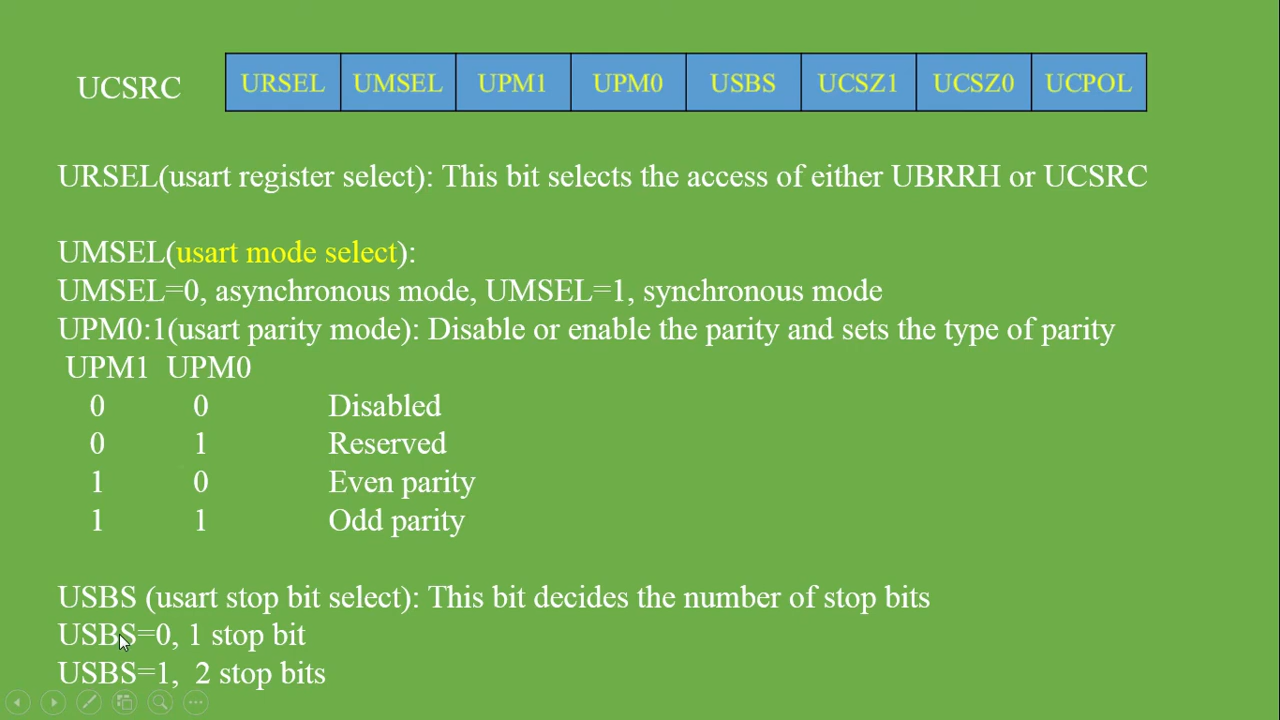 UCSRC URSEL UMSEL UPM1 UPM0 USBS UCSZ1 UCSZ0 UCPOL
URSEL(usart register select): This bit selects the access of either UBRRH or UCSRC
UMSEL(usart mode select):
UMSEL=0, asynchronous mode, UMSEL=1, synchronous mode
UPM0:1(usart parity mode): Disable or enable the parity and sets the type of parity
UPM1 UPM0
0 0 Disabled
0 1 Reserved
1 0 Even parity
1 1 Odd parity
USBS (usart stop bit select): This bit decides the number of stop bits
USBS=0, 1 stop bit
USBS=1, 2 stop bits